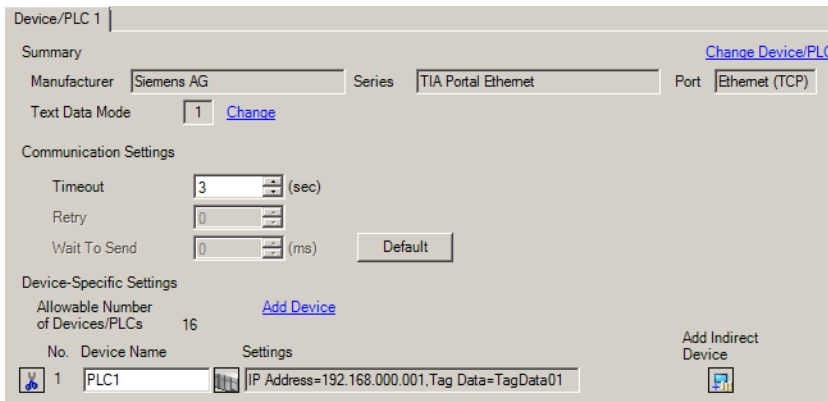 Device/PLC 1
Summary
Change Device/PLC
Manufacturer Siemens AG Series TIA Portal Ethernet Port Ethernet (TCP)
Text Data Mode 1 Change
Communication Settings
Timeout 3 (sec)
Retry 0
Wait To Send 0 (ms) Default
Device-Specific Settings
Allowable Number
of Devices/PLCs 16 Add Device
No. Device Name Settings
Add Indirect
Device
1 PLC1 IP Address=192.168.000.001,Tag Data=TagData01